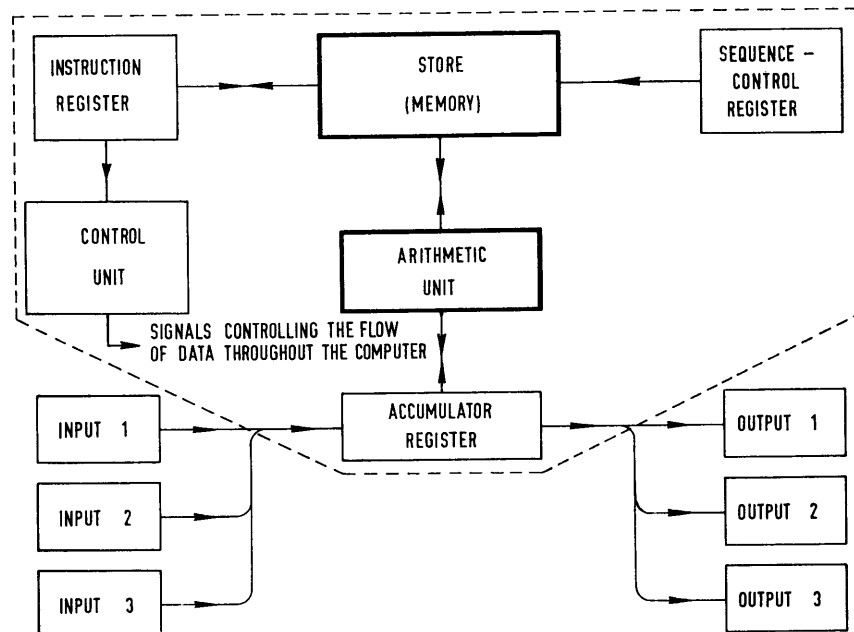 INSTRUCTION
REGISTER
STORE
(MEMORY)
SEQUENCE –
CONTROL
REGISTER
CONTROL
UNIT
ARITHMETIC
UNIT
SIGNALS CONTROLLING THE FLOW
OF DATA THROUGHOUT THE COMPUTER
INPUT 1
ACCUMULATOR
REGISTER
OUTPUT 1
INPUT 2
OUTPUT 2
INPUT 3
OUTPUT 3